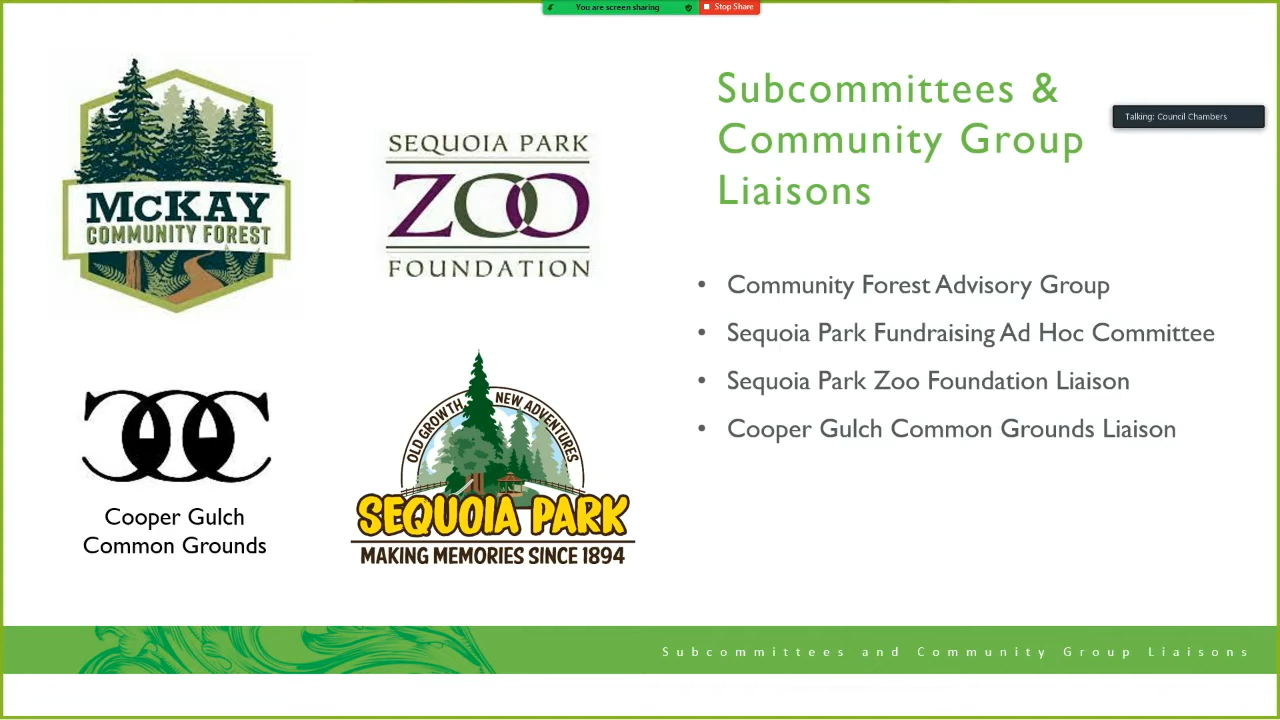 You are screen sharing
Stop Share
McKAY
COMMUNITY FOREST
SEQUOIA PARK
ZOO
FOUNDATION
Subcommittees &
Community Group
Liaisons
Talking: Council Chambers
• Community Forest Advisory Group
• Sequoia Park Fundraising Ad Hoc Committee
• Sequoia Park Zoo Foundation Liaison
• Cooper Gulch Common Grounds Liaison
Cooper Gulch
Common Grounds
OLD GROWTH NEW ADVENTURES
SEQUOIA PARK
MAKING MEMORIES SINCE 1894
Subcommittees and Community Group Liaisons